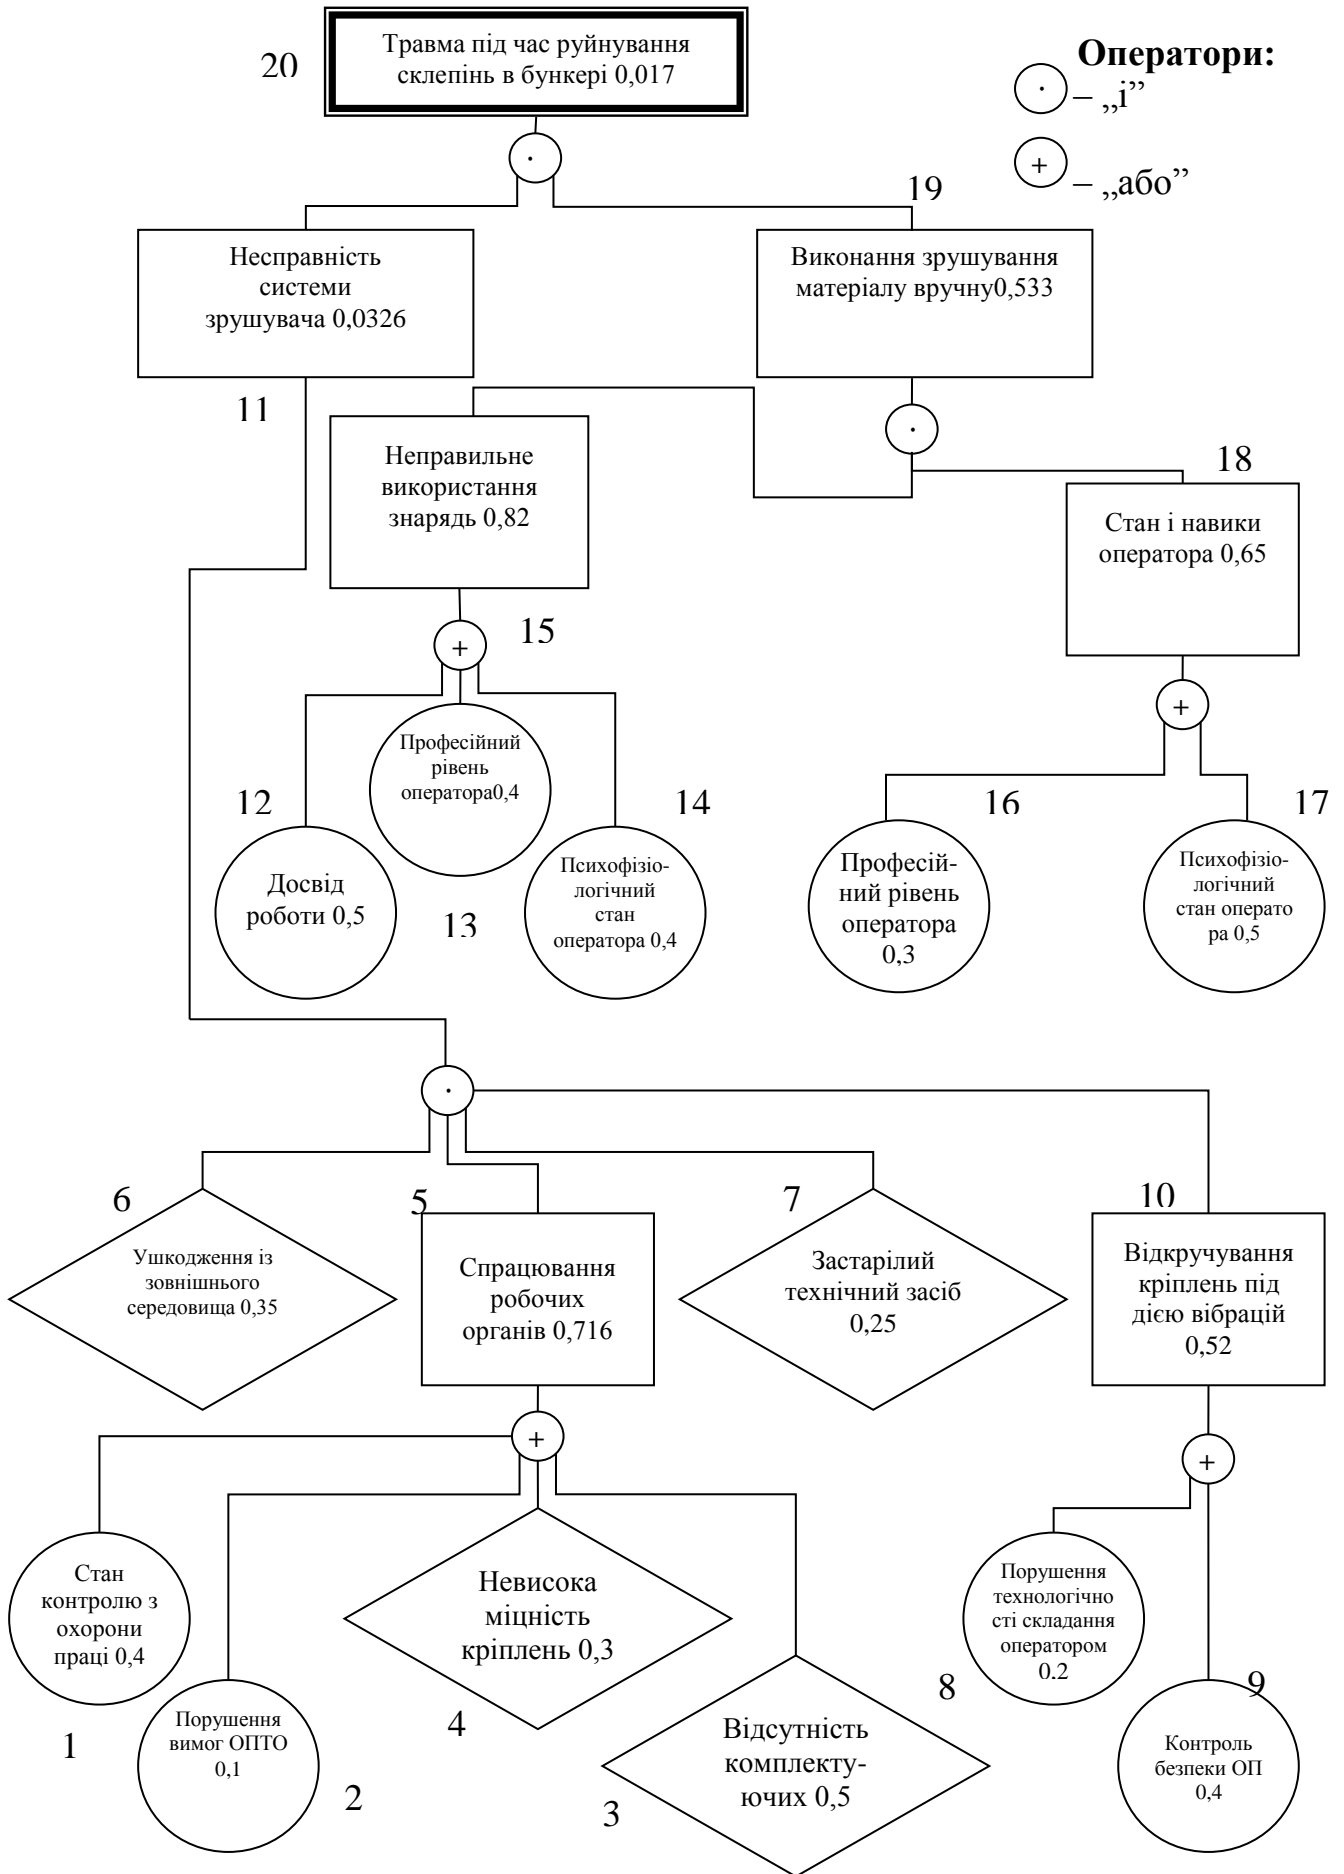 20
Травма під час руйнування
склепінь в бункері 0,017
Оператори:
· – „і”
+ – „або”
·
19
Несправність
системи
зрушувача 0,0326
Виконання зрушування
матеріалу вручну0,533
11
·
Неправильне
використання
знарядь 0,82
18
Стан і навики
оператора 0,65
15
+
+
Професійний
рівень
оператора0,4
12
14
16
17
Досвід
роботи 0,5
13
Психофізіо-
логічний
стан
оператора 0,4
Професій-
ний рівень
оператора
0,3
Психофізіо-
логічний
стан операто
ра 0,5
·
6
5
7
10
Ушкодження із
зовнішнього
середовища 0,35
Спрацювання
робочих
органів 0,716
Застарілий
технічний засіб
0,25
Відкручування
кріплень під
дією вібрацій
0,52
+
+
Стан
контролю з
охорони
праці 0,4
Невисока
міцність
кріплень 0,3
Порушення
технологічно
сті складання
оператором
0.2
1
Порушення
вимог ОПТО
0,1
2
4
3
Відсутність
комплекту-
ючих 0,5
8
9
Контроль
безпеки ОП
0,4